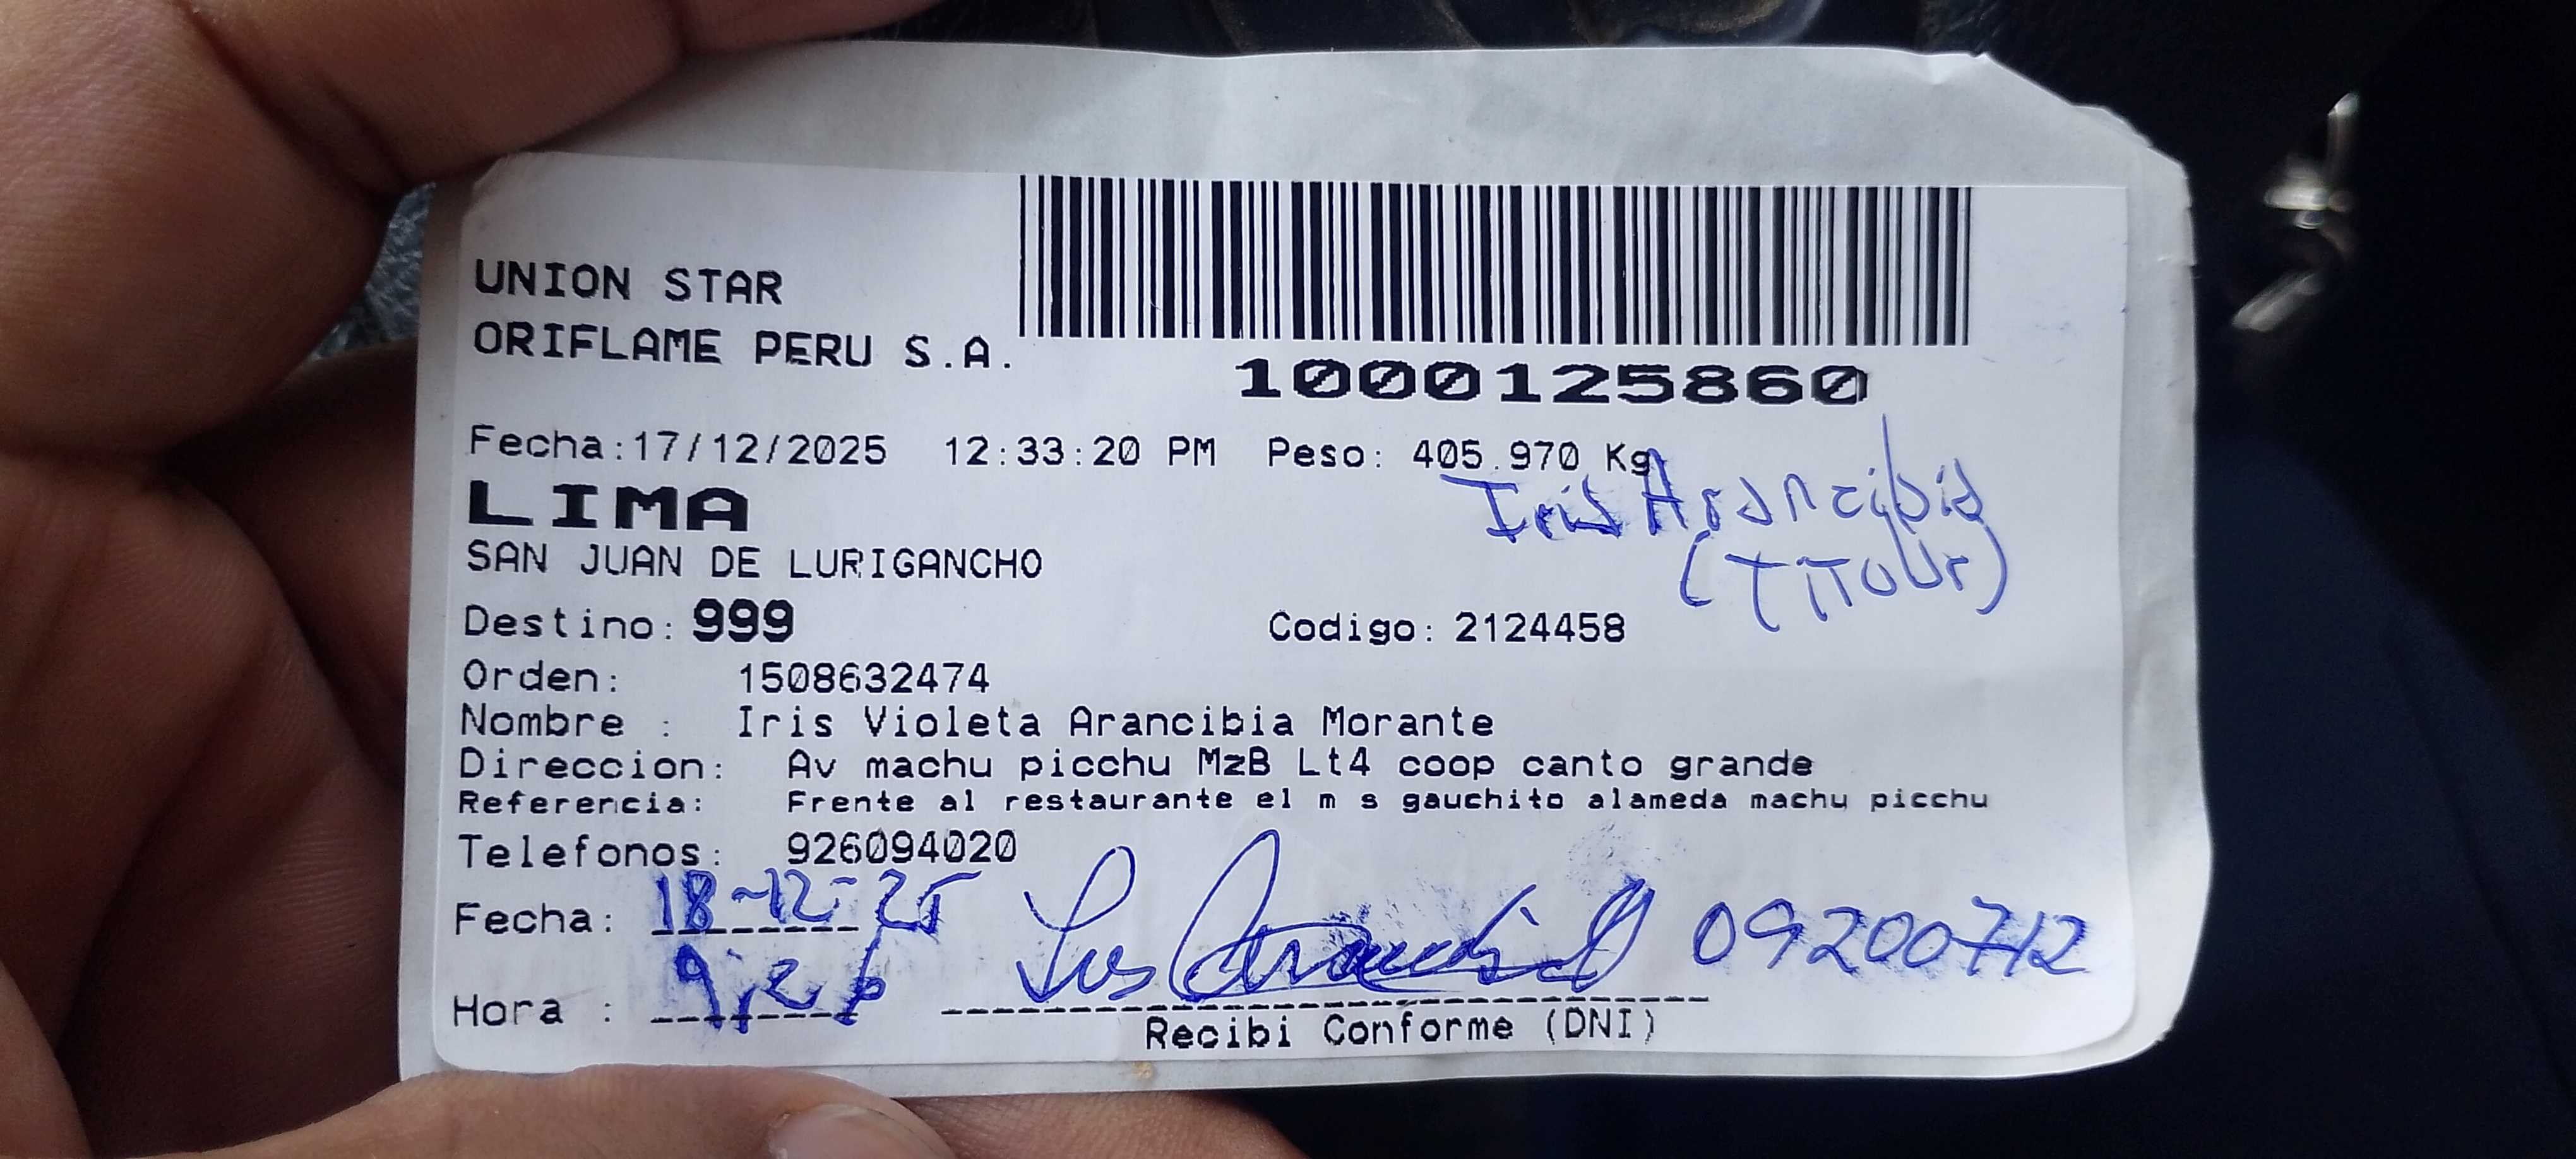 UNION STAR
ORIFLAME PERU S.A.
1000125860
Fecha:17/12/2025 12:33:20 PM Peso: 405.970 Kg
Iris Arancibia
(TiToUr)
LIMA
SAN JUAN DE LURIGANCHO
Destino: 999 Codigo: 2124458
Orden: 1508632474
Nombre : Iris Violeta Arancibia Morante
Direccion: Av machu picchu MzB Lt4 coop canto grande
Referencia: Frente al restaurante el m s gauchito alameda machu picchu
Telefonos: 926094020
Fecha: 18-12-25
Hora :
09200712
Recibi Conforme (DNI)